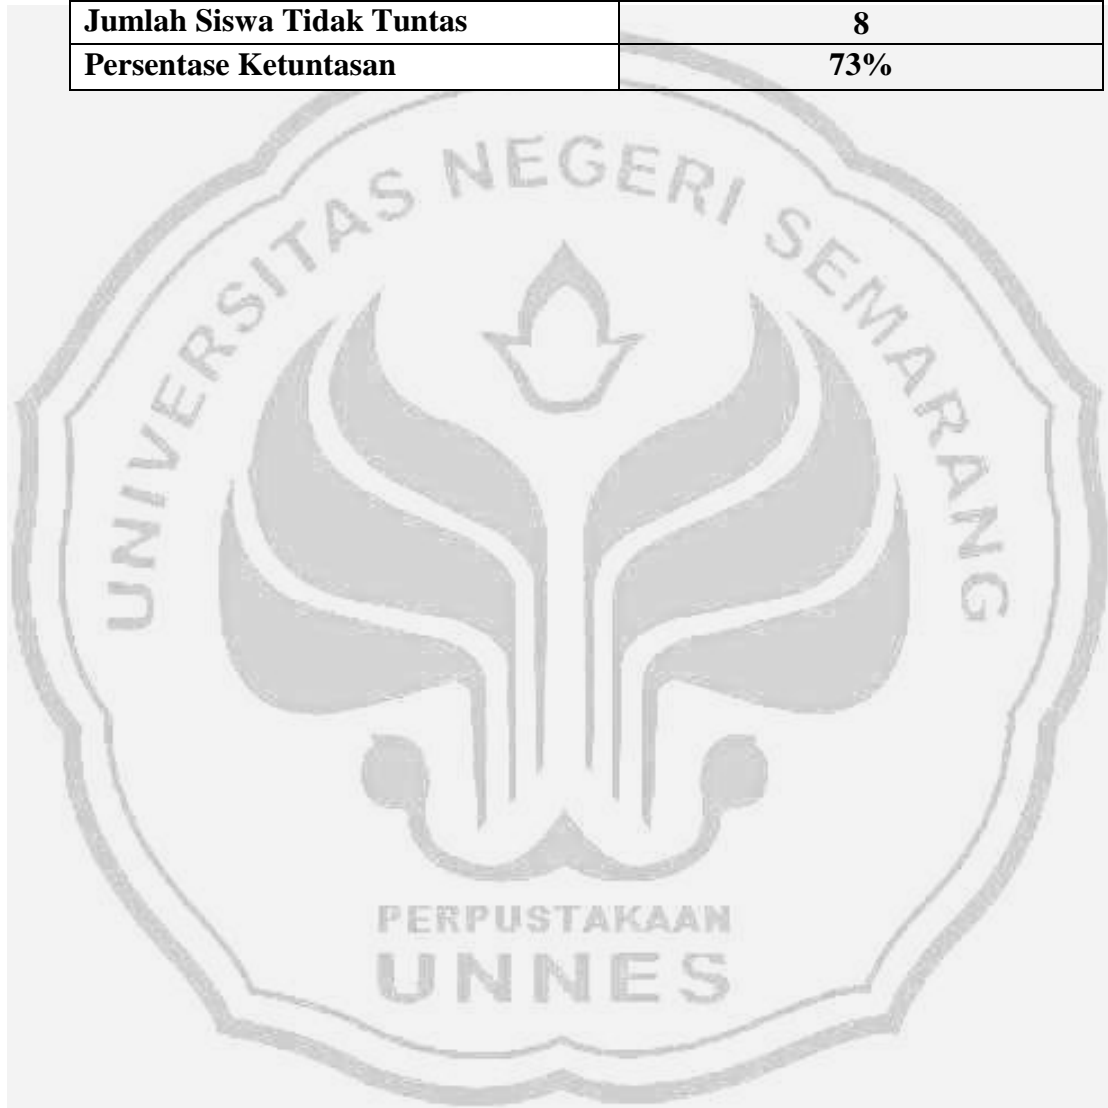 Jumlah Siswa Tidak Tuntas 8
Persentase Ketuntasan 73%
UNIVERSITAS NEGERI SEMARANG
PERPUSTAKAAN
UNNES